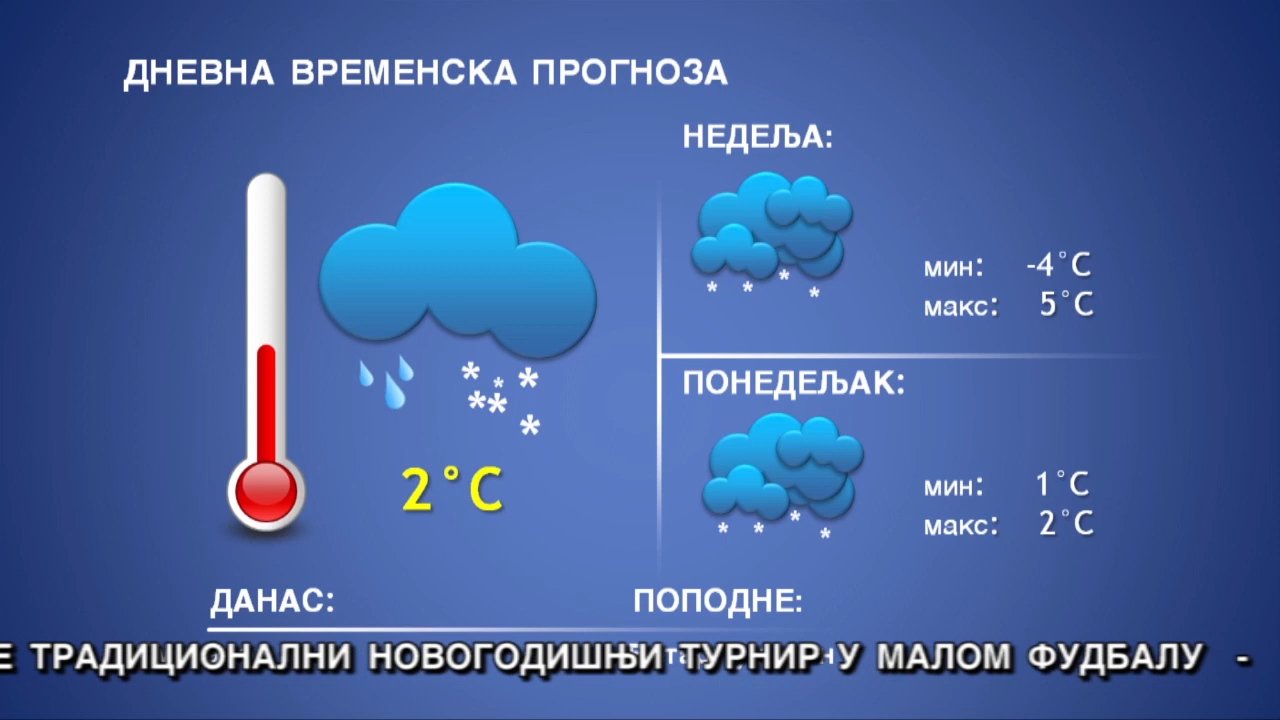 ДНЕВНА ВРЕМЕНСКА ПРОГНОЗА
НЕДЕЉА:
мин: -4°C
макс: 5°C
ПОНЕДЕЉАК:
мин: 1°C
макс: 2°C
2°C
ДАНАС:
ПОПОДНЕ:
Е ТРАДИЦИОНАЛНИ НОВОГОДИШЊИ ТУРНИР У МАЛОМ ФУДБАЛУ -